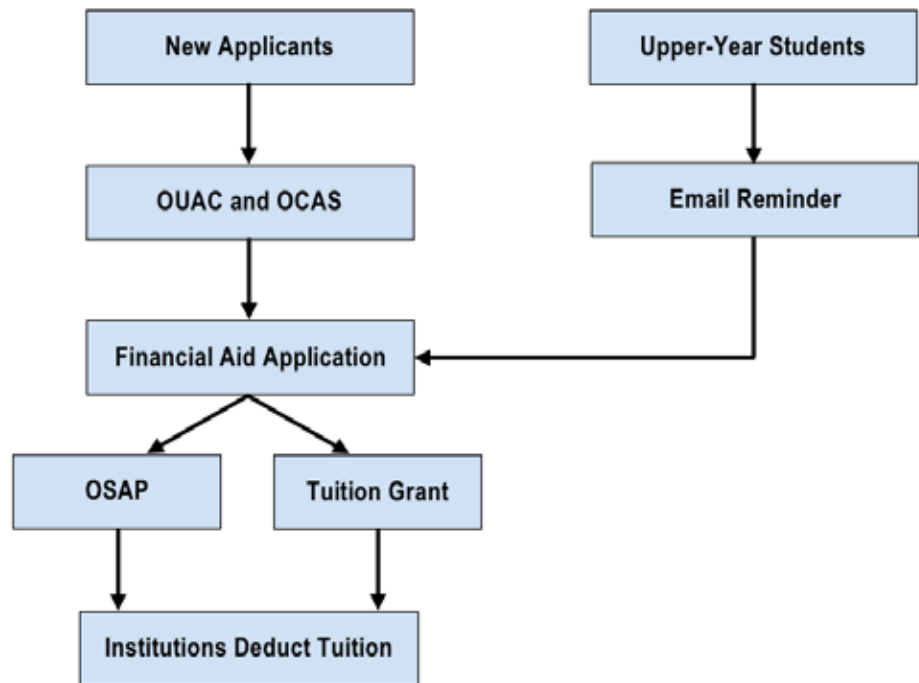 New Applicants
Upper-Year Students
OUAC and OCAS
Email Reminder
Financial Aid Application
OSAP
Tuition Grant
Institutions Deduct Tuition